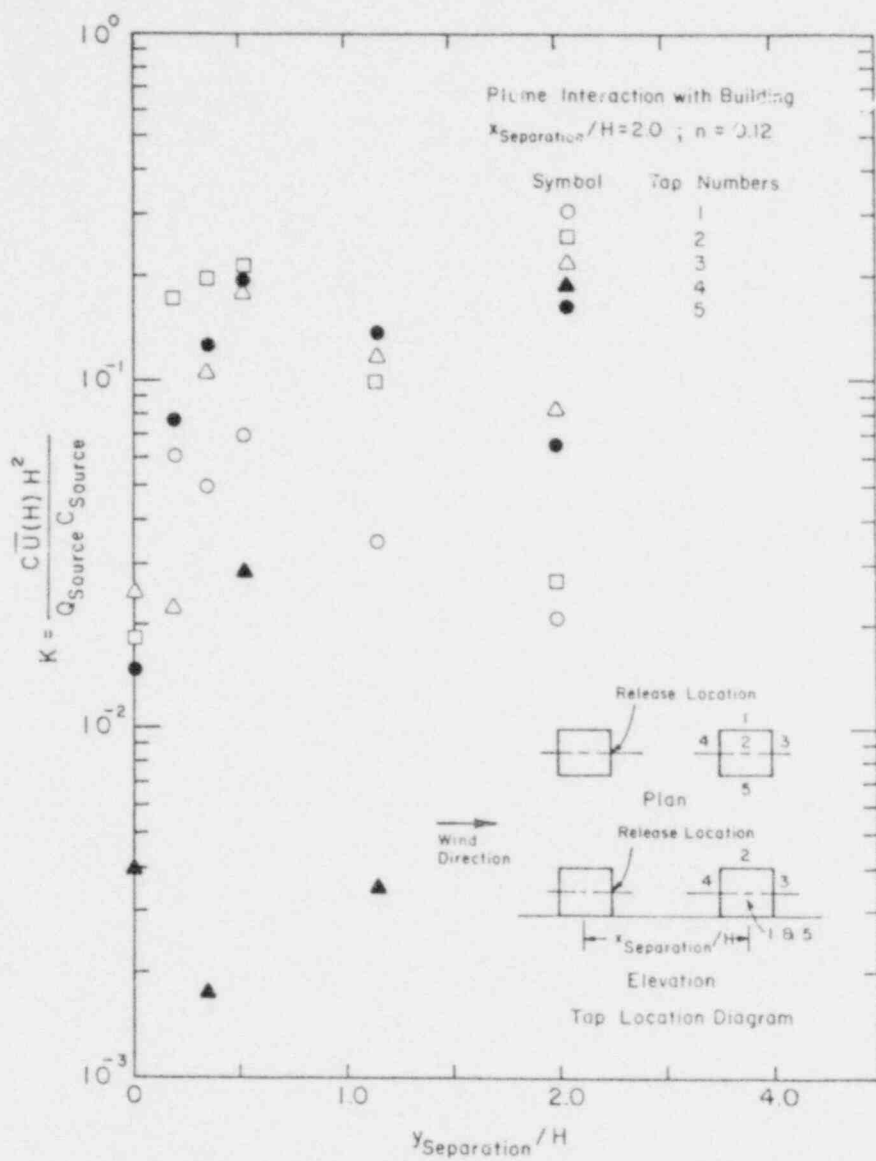 10⁰
Plume Interaction with Building
x_Separation/H = 2.0 ; n = 0.12
Symbol Tap Numbers
○ 1
□ 2
△ 3
▲ 4
● 5
10⁻¹
K = C U̅(H) H² / Q_Source C_Source
10⁻²
Release Location
1
4 2 3
5
Plan
Wind
Direction
Release Location
2
4 3
1 & 5
x_Separation/H
Elevation
Tap Location Diagram
10⁻³
0 1.0 2.0 4.0
y_Separation/H